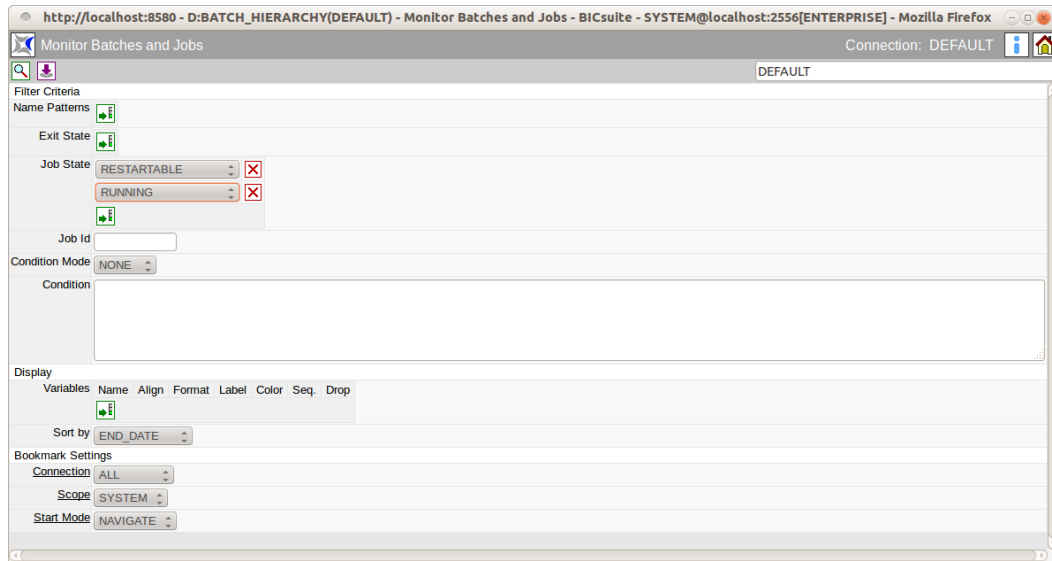 http://localhost:8580 - D:BATCH_HIERARCHY(DEFAULT) - Monitor Batches and Jobs - BICsuite - SYSTEM@localhost:2556[ENTERPRISE] - Mozilla Firefox
Monitor Batches and Jobs Connection: DEFAULT
DEFAULT
Filter Criteria
Name Patterns
Exit State
Job State RESTARTABLE
RUNNING
Job Id
Condition Mode NONE
Condition
Display
Variables Name Align Format Label Color Seq. Drop
Sort by END_DATE
Bookmark Settings
Connection ALL
Scope SYSTEM
Start Mode NAVIGATE